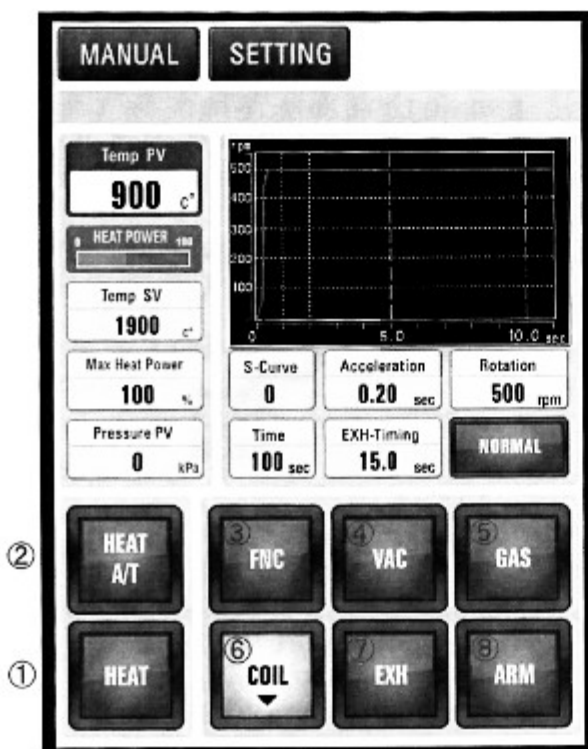 MANUAL SETTING
Temp PV
900 c°
0 HEAT POWER 100
Temp SV
1900 c°
Max Heat Power
100 %
Pressure PV
0 kPa
rpm
500
400
300
200
100
0 5.0 10.0 sec
S-Curve
0
Acceleration
0.20 sec
Rotation
500 rpm
Time
100 sec
EXH-Timing
15.0 sec
NORMAL
② HEAT A/T
③ FNC
④ VAC
⑤ GAS
① HEAT
⑥ COIL
⑦ EXH
⑧ ARM